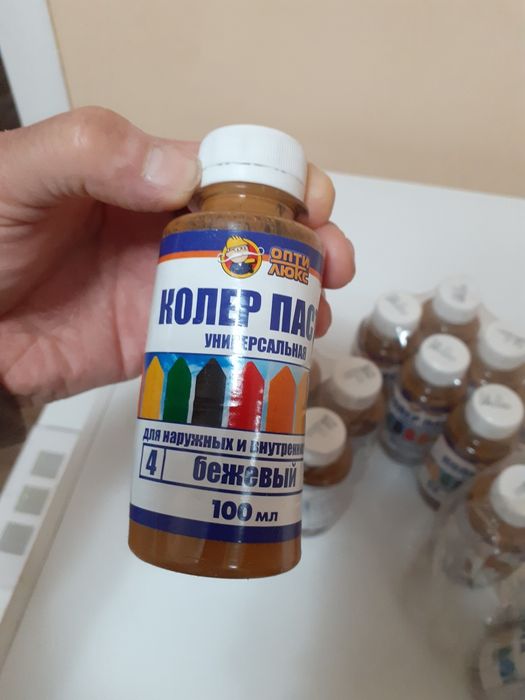 ОПТИ
ЛЮКС
КОЛЕР ПАС
УНИВЕРСАЛЬНАЯ
для наружных и внутренн
4 бежевый
100 мл